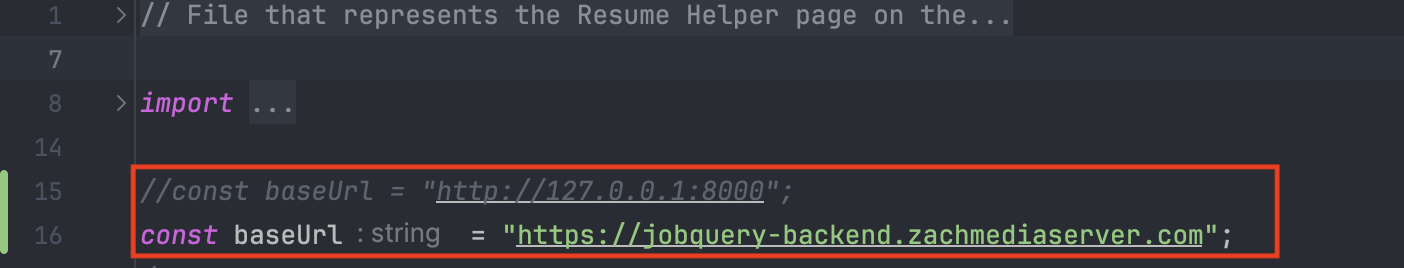 1 // File that represents the Resume Helper page on the...
7
8 import ...
14
15 //const baseUrl = "http://127.0.0.1:8000";
16 const baseUrl : string = "https://jobquery-backend.zachmediaserver.com";